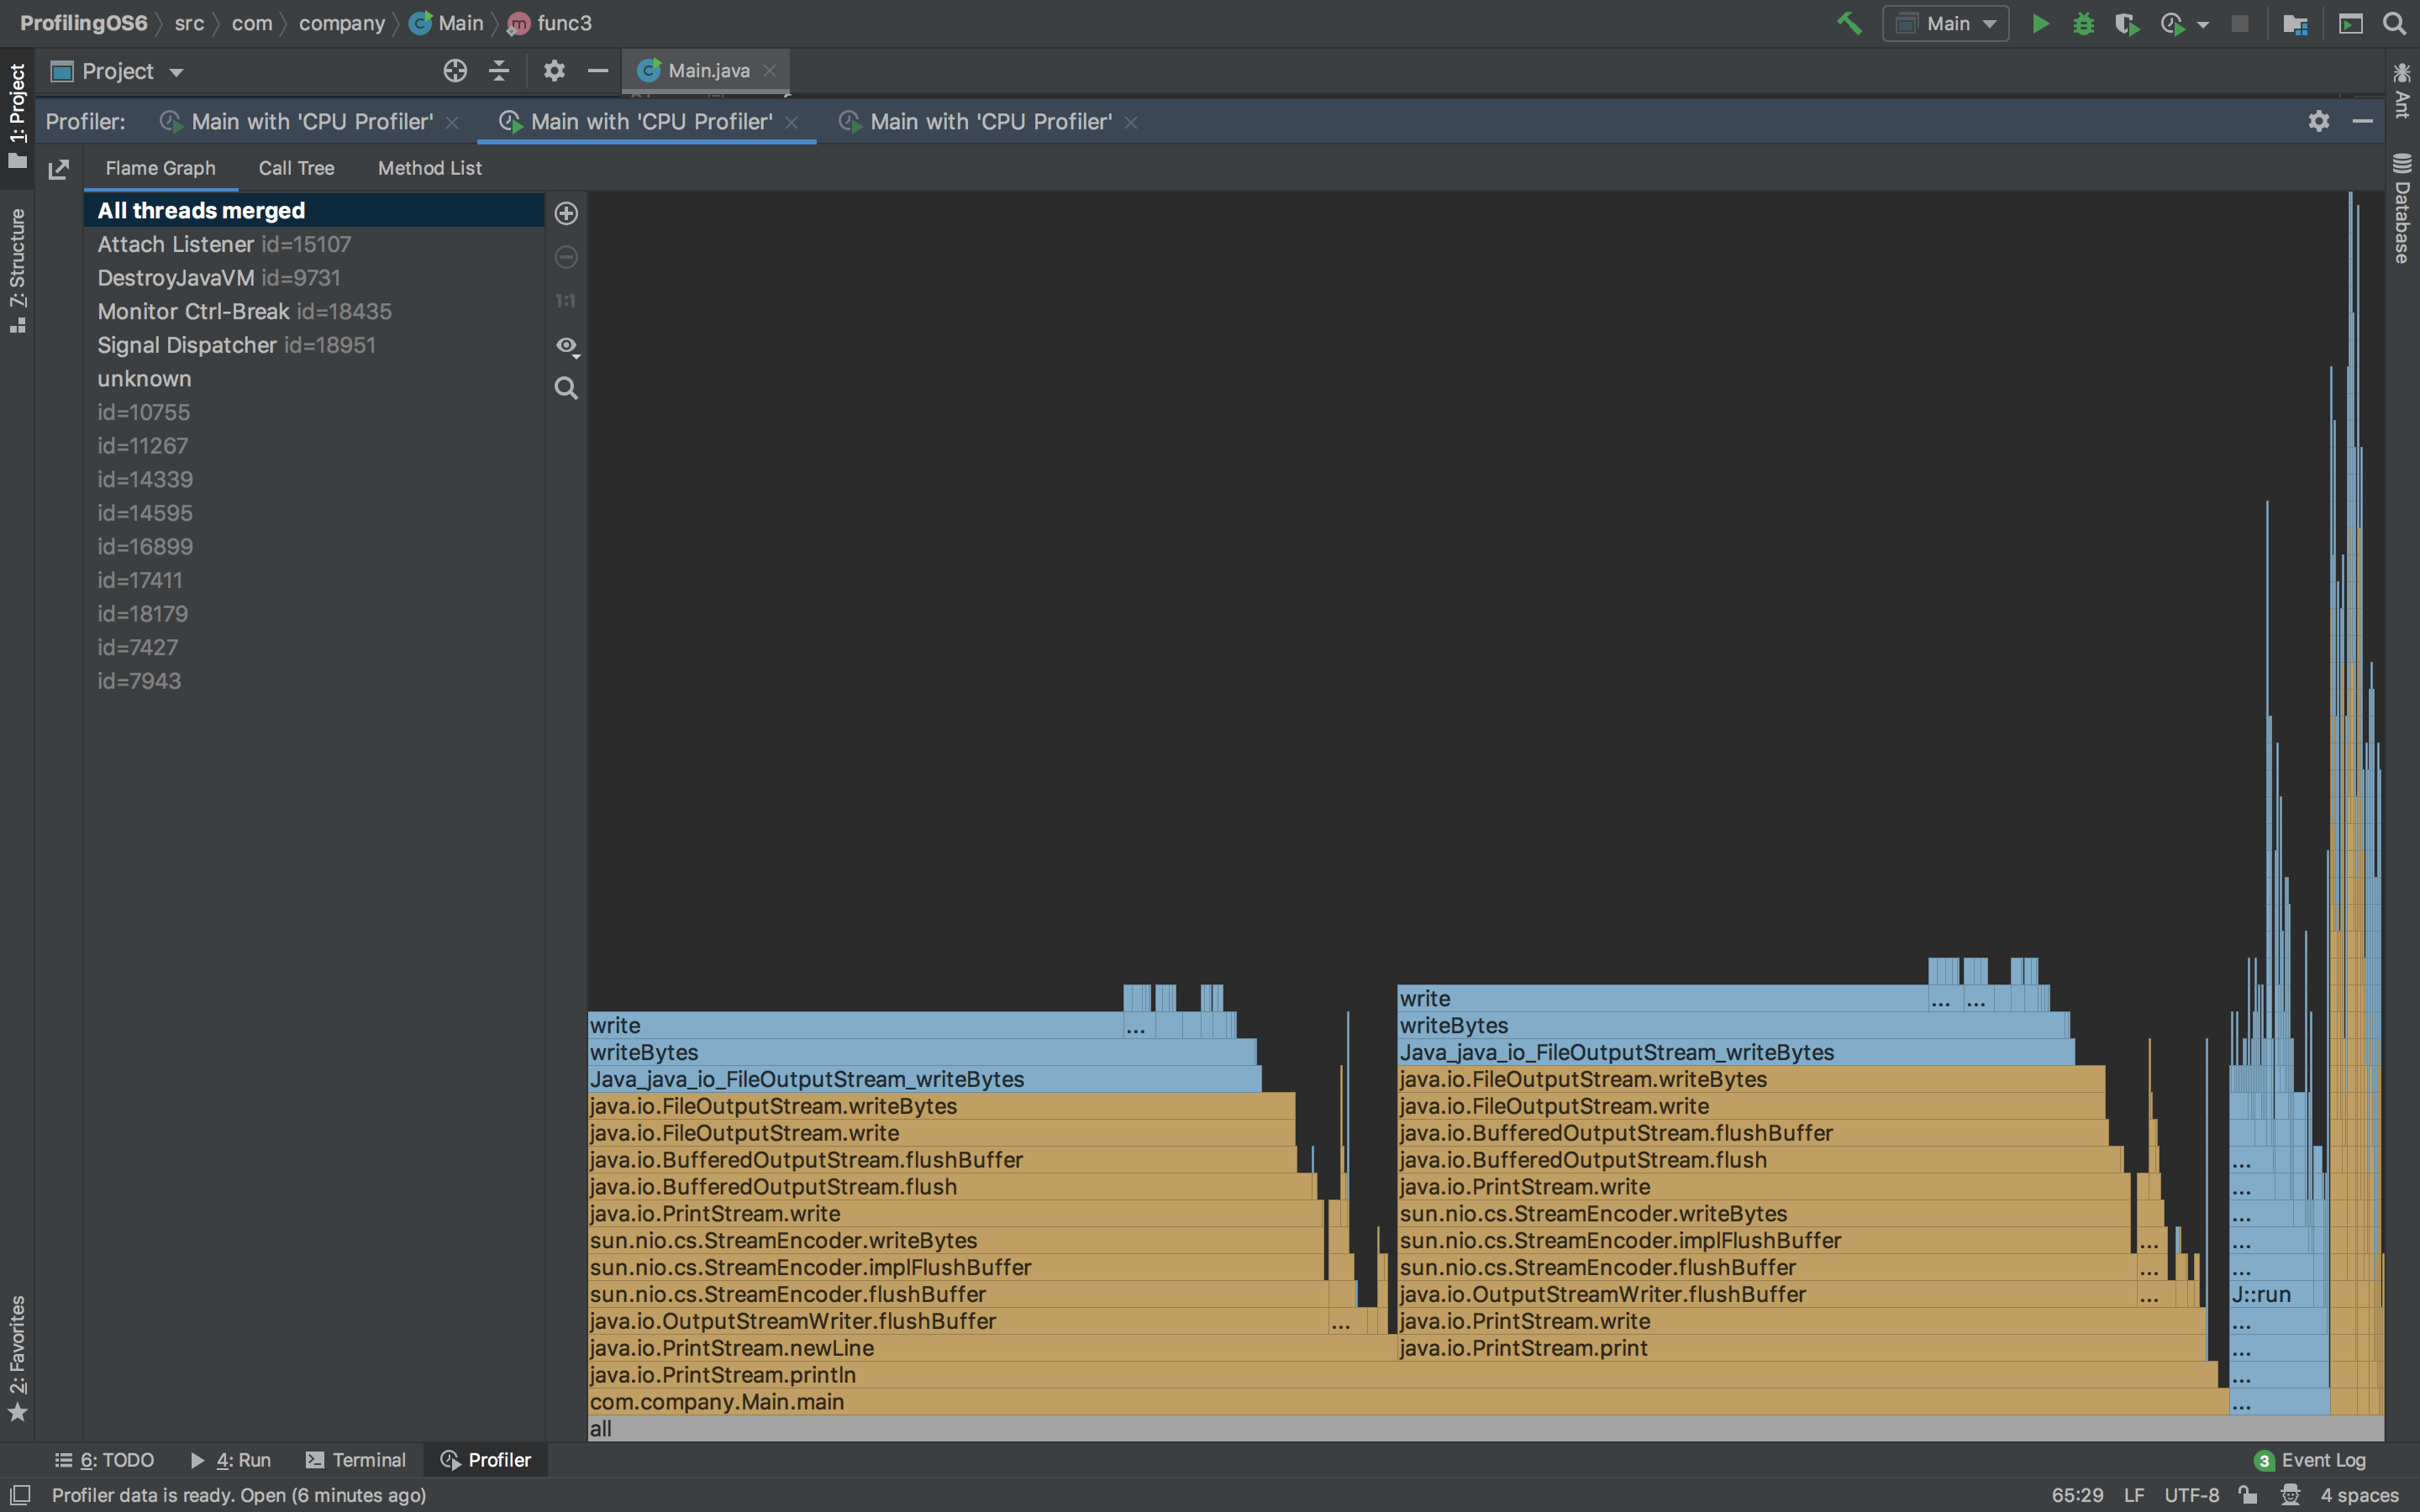 ProfilingOS6 src com company Main func3
Main
Project
Main.java
Profiler: Main with 'CPU Profiler' Main with 'CPU Profiler' Main with 'CPU Profiler'
Flame Graph Call Tree Method List
1: Project
7: Structure
2: Favorites
Ant
Database
All threads merged
Attach Listener id=15107
DestroyJavaVM id=9731
Monitor Ctrl-Break id=18435
Signal Dispatcher id=18951
unknown
id=10755
id=11267
id=14339
id=14595
id=16899
id=17411
id=18179
id=7427
id=7943
1:1
write
... ...
write
...
writeBytes
writeBytes
Java_java_io_FileOutputStream_writeBytes
Java_java_io_FileOutputStream_writeBytes
java.io.FileOutputStream.writeBytes
java.io.FileOutputStream.writeBytes
java.io.FileOutputStream.write
java.io.FileOutputStream.write
java.io.BufferedOutputStream.flushBuffer
java.io.BufferedOutputStream.flushBuffer
java.io.BufferedOutputStream.flush
...
java.io.BufferedOutputStream.flush
java.io.PrintStream.write
...
java.io.PrintStream.write
sun.nio.cs.StreamEncoder.writeBytes
...
sun.nio.cs.StreamEncoder.writeBytes
sun.nio.cs.StreamEncoder.implFlushBuffer
...
...
sun.nio.cs.StreamEncoder.implFlushBuffer
sun.nio.cs.StreamEncoder.flushBuffer
...
...
sun.nio.cs.StreamEncoder.flushBuffer
java.io.OutputStreamWriter.flushBuffer
...
J::run
java.io.OutputStreamWriter.flushBuffer
...
java.io.PrintStream.write
...
java.io.PrintStream.newLine
java.io.PrintStream.print
...
java.io.PrintStream.println
...
com.company.Main.main
...
all
6: TODO 4: Run Terminal Profiler
3 Event Log
Profiler data is ready. Open (6 minutes ago)
65:29 LF UTF-8 4 spaces